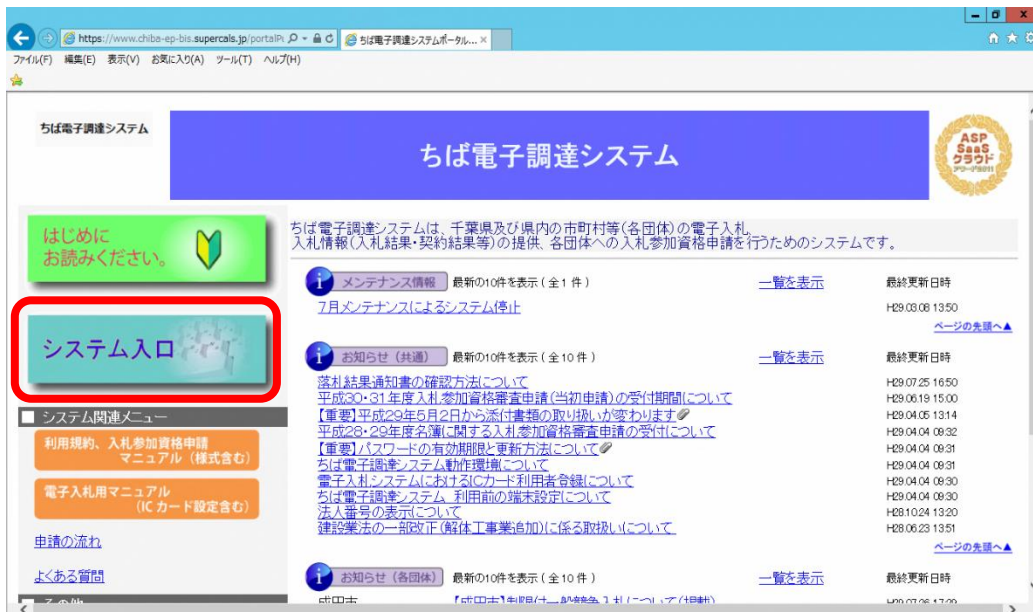 https://www.chiba-ep-bis.supercals.jp/portalP
ちば電子調達システムポータル...
ファイル(F) 編集(E) 表示(V) お気に入り(A) ツール(T) ヘルプ(H)
ちば電子調達システム
ちば電子調達システム
ASP
SaaS
クラウド
はじめに
お読みください。
システム入口
システム関連メニュー
利用規約、入札参加資格申請
マニュアル（様式含む）
電子入札用マニュアル
（IC カード設定含む）
申請の流れ
よくある質問
ちば電子調達システムは、千葉県及び県内の市町村等(各団体)の電子入札、
入札情報(入札結果・契約結果等)の提供、各団体への入札参加資格申請を行うためのシステムです。
メンテナンス情報 最新の10件を表示 ( 全1 件 ) 一覧を表示 最終更新日時
7月メンテナンスによるシステム停止 H29.03.08 13:50
ページの先頭へ▲
お知らせ（共通） 最新の10件を表示 ( 全10 件 ) 一覧を表示 最終更新日時
落札結果通知書の確認方法について H29.07.25 16:50
平成30・31年度入札参加資格審査申請(当初申請)の受付期間について H29.06.19 15:00
【重要】平成29年5月2日から添付書類の取り扱いが変わります H29.04.05 13:14
平成28・29年度名簿に関する入札参加資格審査申請の受付について H29.04.04 09:32
【重要】パスワードの有効期限と更新方法について H29.04.04 09:31
ちば電子調達システム動作環境について H29.04.04 09:31
電子入札システムにおけるICカード利用者登録について H29.04.04 09:30
ちば電子調達システム 利用前の端末設定について H29.04.04 09:30
法人番号の表示について H28.10.24 13:20
建設業法の一部改正(解体工事業追加)に係る取扱いについて H28.06.23 13:51
ページの先頭へ▲
お知らせ（各団体） 最新の10件を表示 ( 全10 件 ) 一覧を表示 最終更新日時